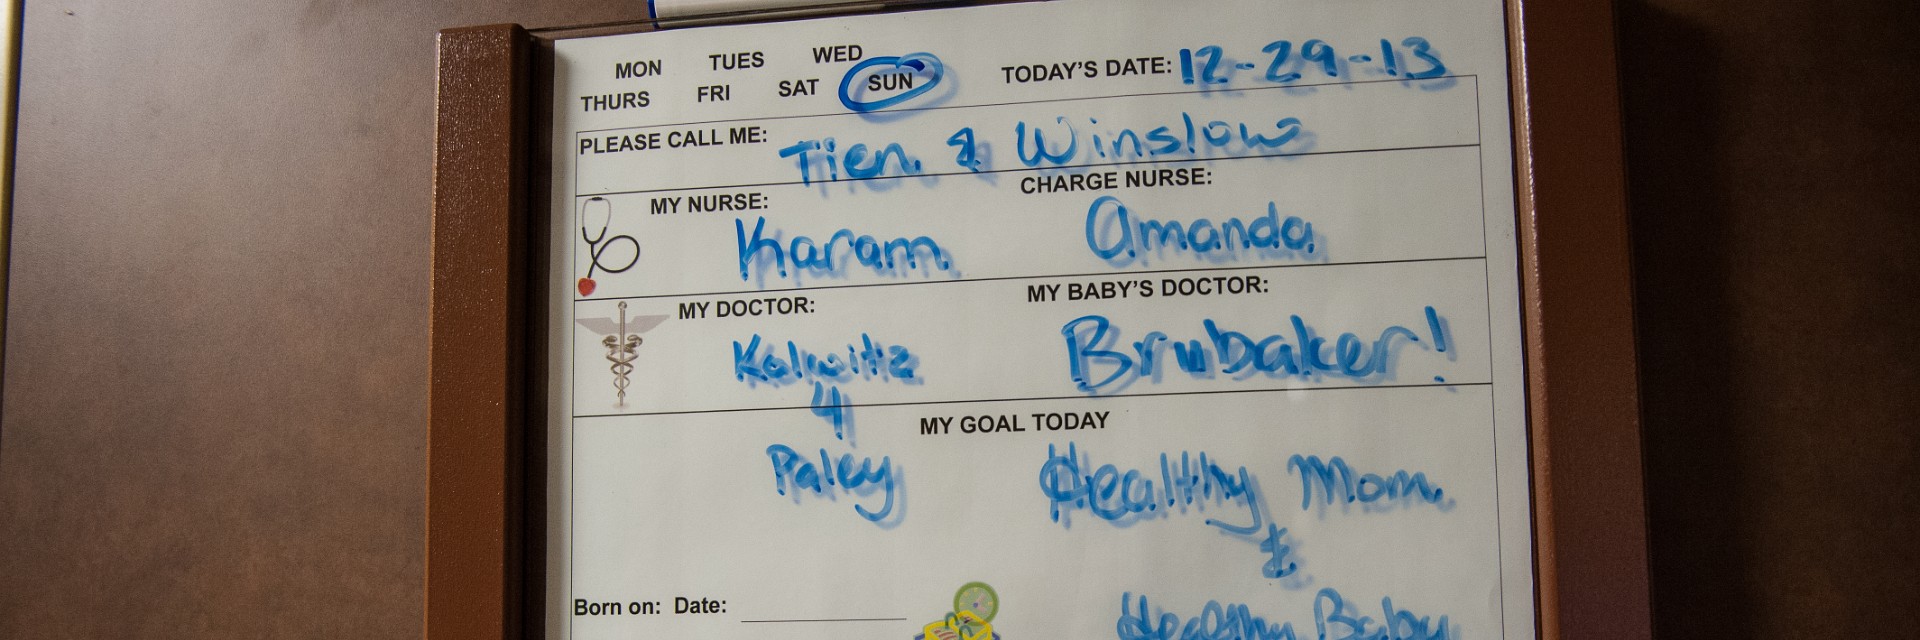 MON TUES WED
THURS FRI SAT SUN
TODAY'S DATE: 12-29-13
PLEASE CALL ME: Tien. & Winslow
MY NURSE: CHARGE NURSE:
Karam Amanda
MY DOCTOR: MY BABY'S DOCTOR:
Kolwitz Brubaker!
&
Paley
MY GOAL TODAY
Healthy Mom.
&
Healthy Baby
Born on: Date: